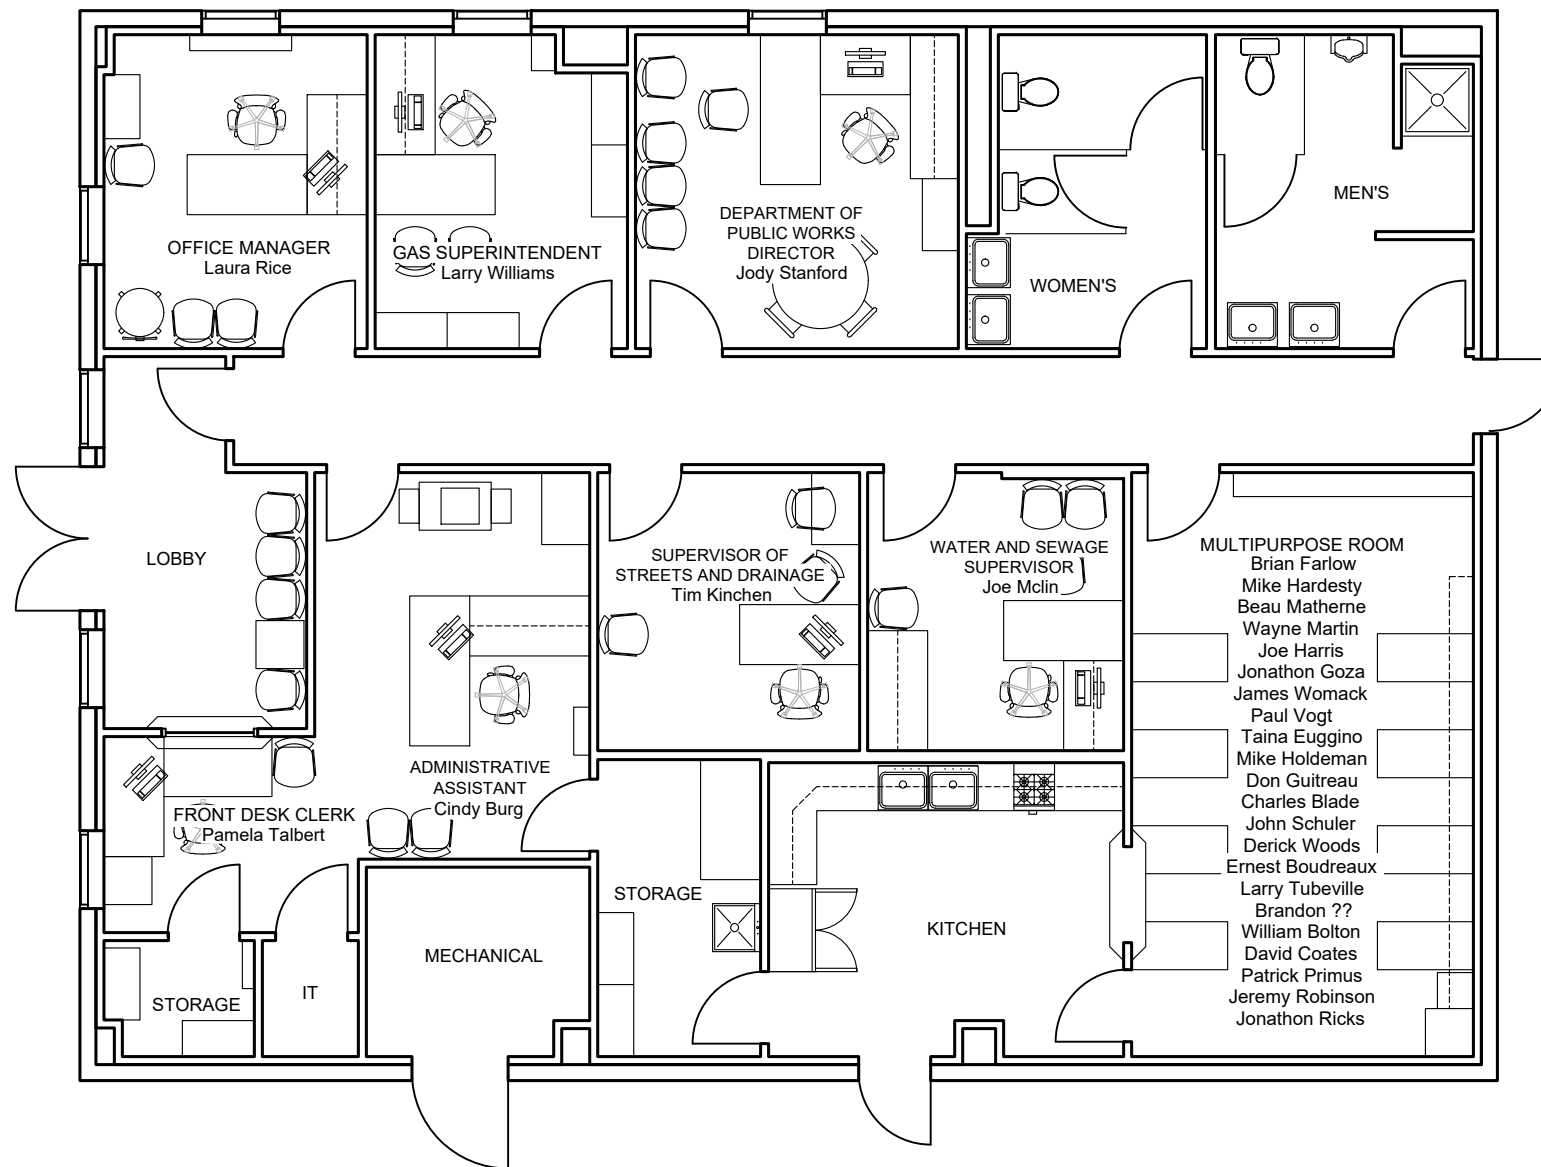 OFFICE MANAGER
Laura Rice
GAS SUPERINTENDENT
Larry Williams
DEPARTMENT OF
PUBLIC WORKS
DIRECTOR
Jody Stanford
WOMEN'S
MEN'S
LOBBY
SUPERVISOR OF
STREETS AND DRAINAGE
Tim Kinchen
WATER AND SEWAGE
SUPERVISOR
Joe Mclin
MULTIPURPOSE ROOM
Brian Farlow
Mike Hardesty
Beau Matherne
Wayne Martin
Joe Harris
Jonathon Goza
James Womack
Paul Vogt
Taina Euggino
Mike Holdeman
Don Guitreau
Charles Blade
John Schuler
Derick Woods
Ernest Boudreaux
Larry Tubeville
Brandon ??
William Bolton
David Coates
Patrick Primus
Jeremy Robinson
Jonathon Ricks
ADMINISTRATIVE
ASSISTANT
Cindy Burg
FRONT DESK CLERK
Pamela Talbert
STORAGE
KITCHEN
MECHANICAL
STORAGE
IT